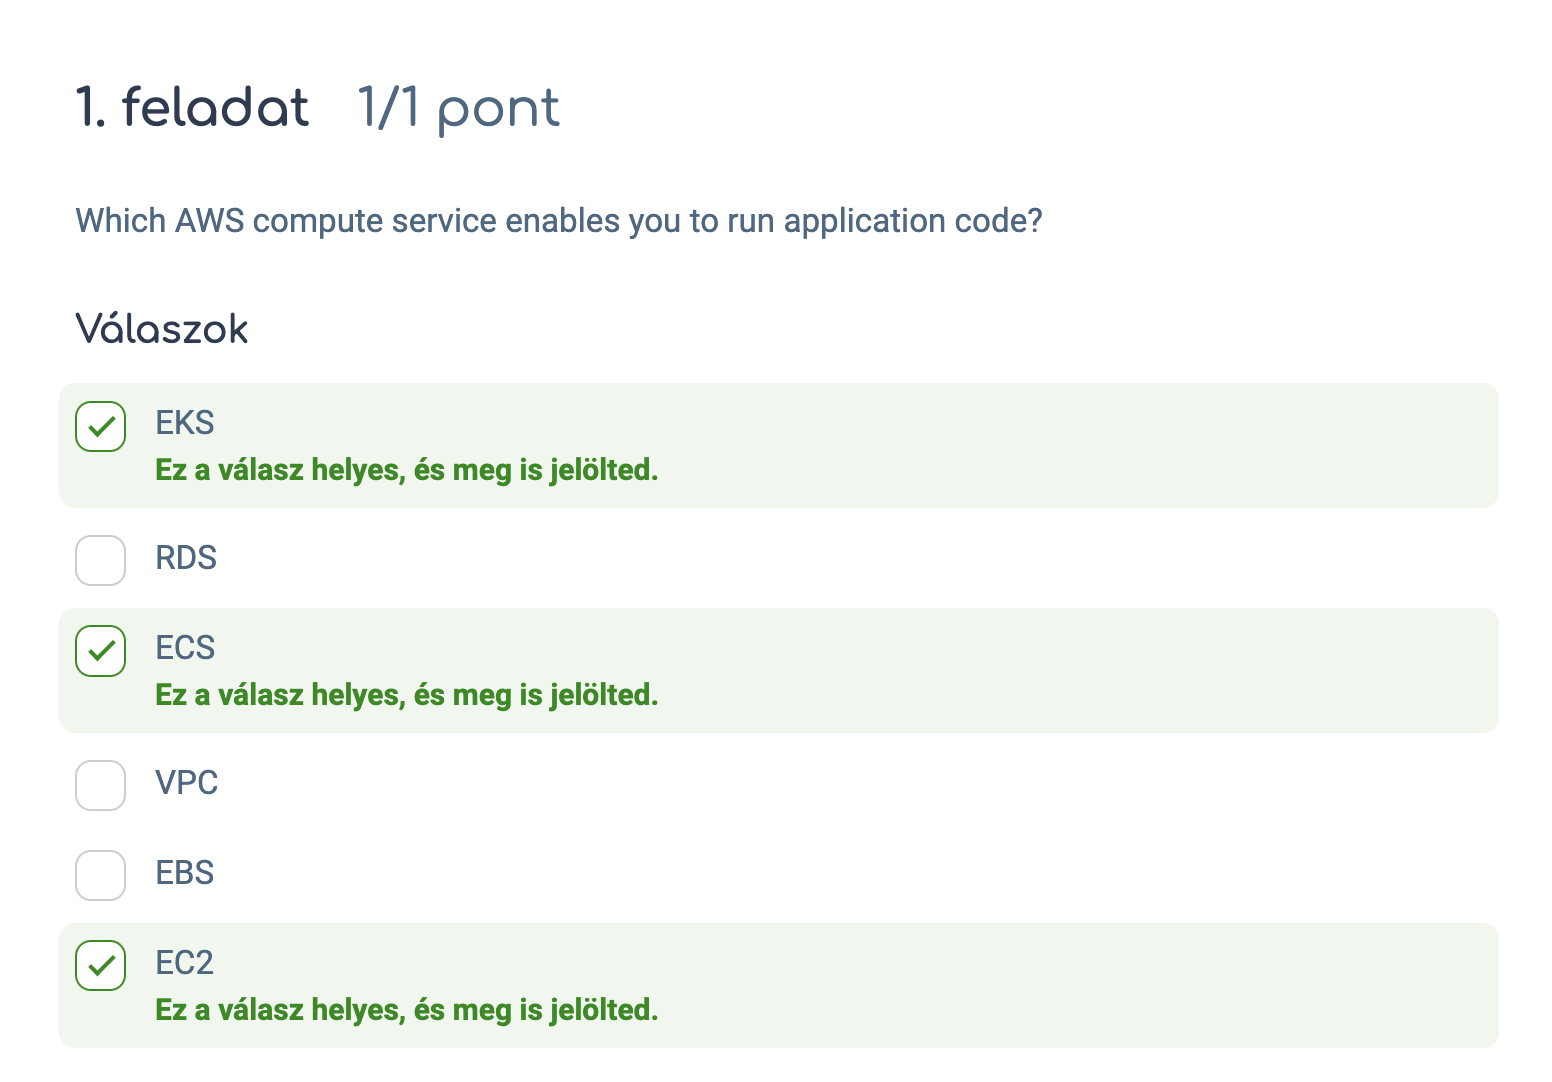 1. feladat 1/1 pont
Which AWS compute service enables you to run application code?
Válaszok
EKS
Ez a válasz helyes, és meg is jelölted.
RDS
ECS
Ez a válasz helyes, és meg is jelölted.
VPC
EBS
EC2
Ez a válasz helyes, és meg is jelölted.